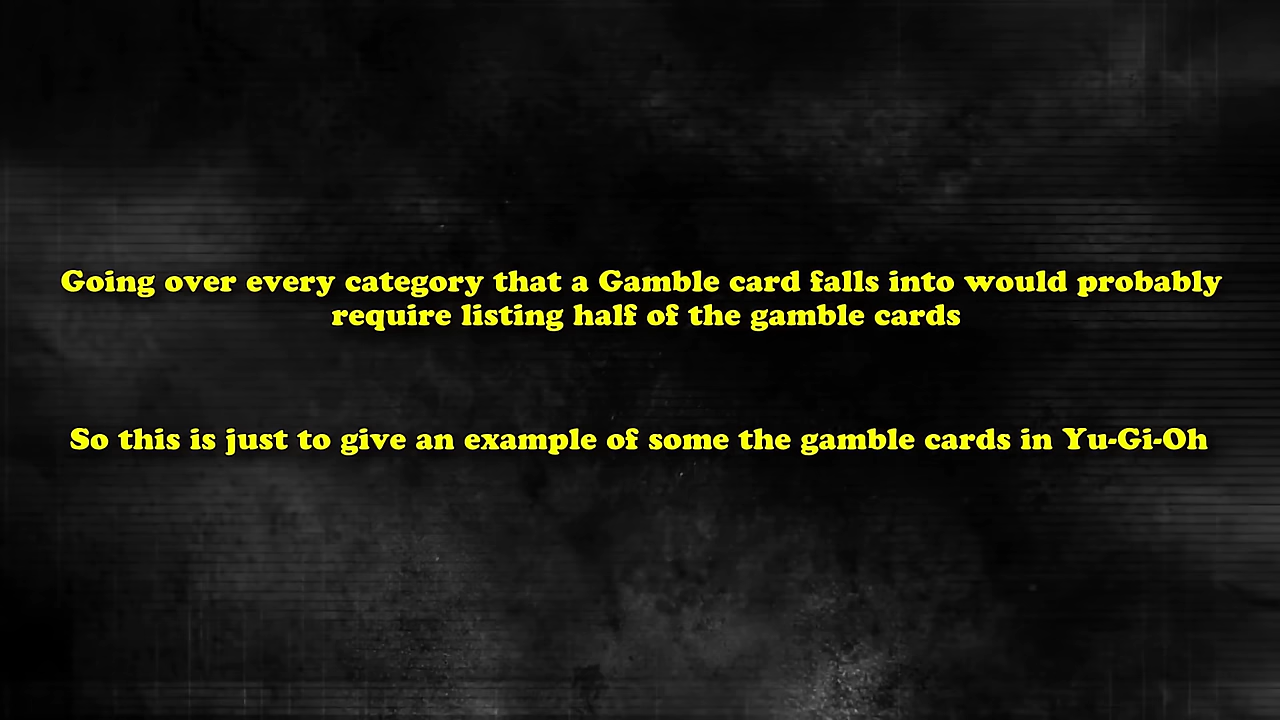 Going over every category that a Gamble card falls into would probably
require listing half of the gamble cards
So this is just to give an example of some the gamble cards in Yu-Gi-Oh